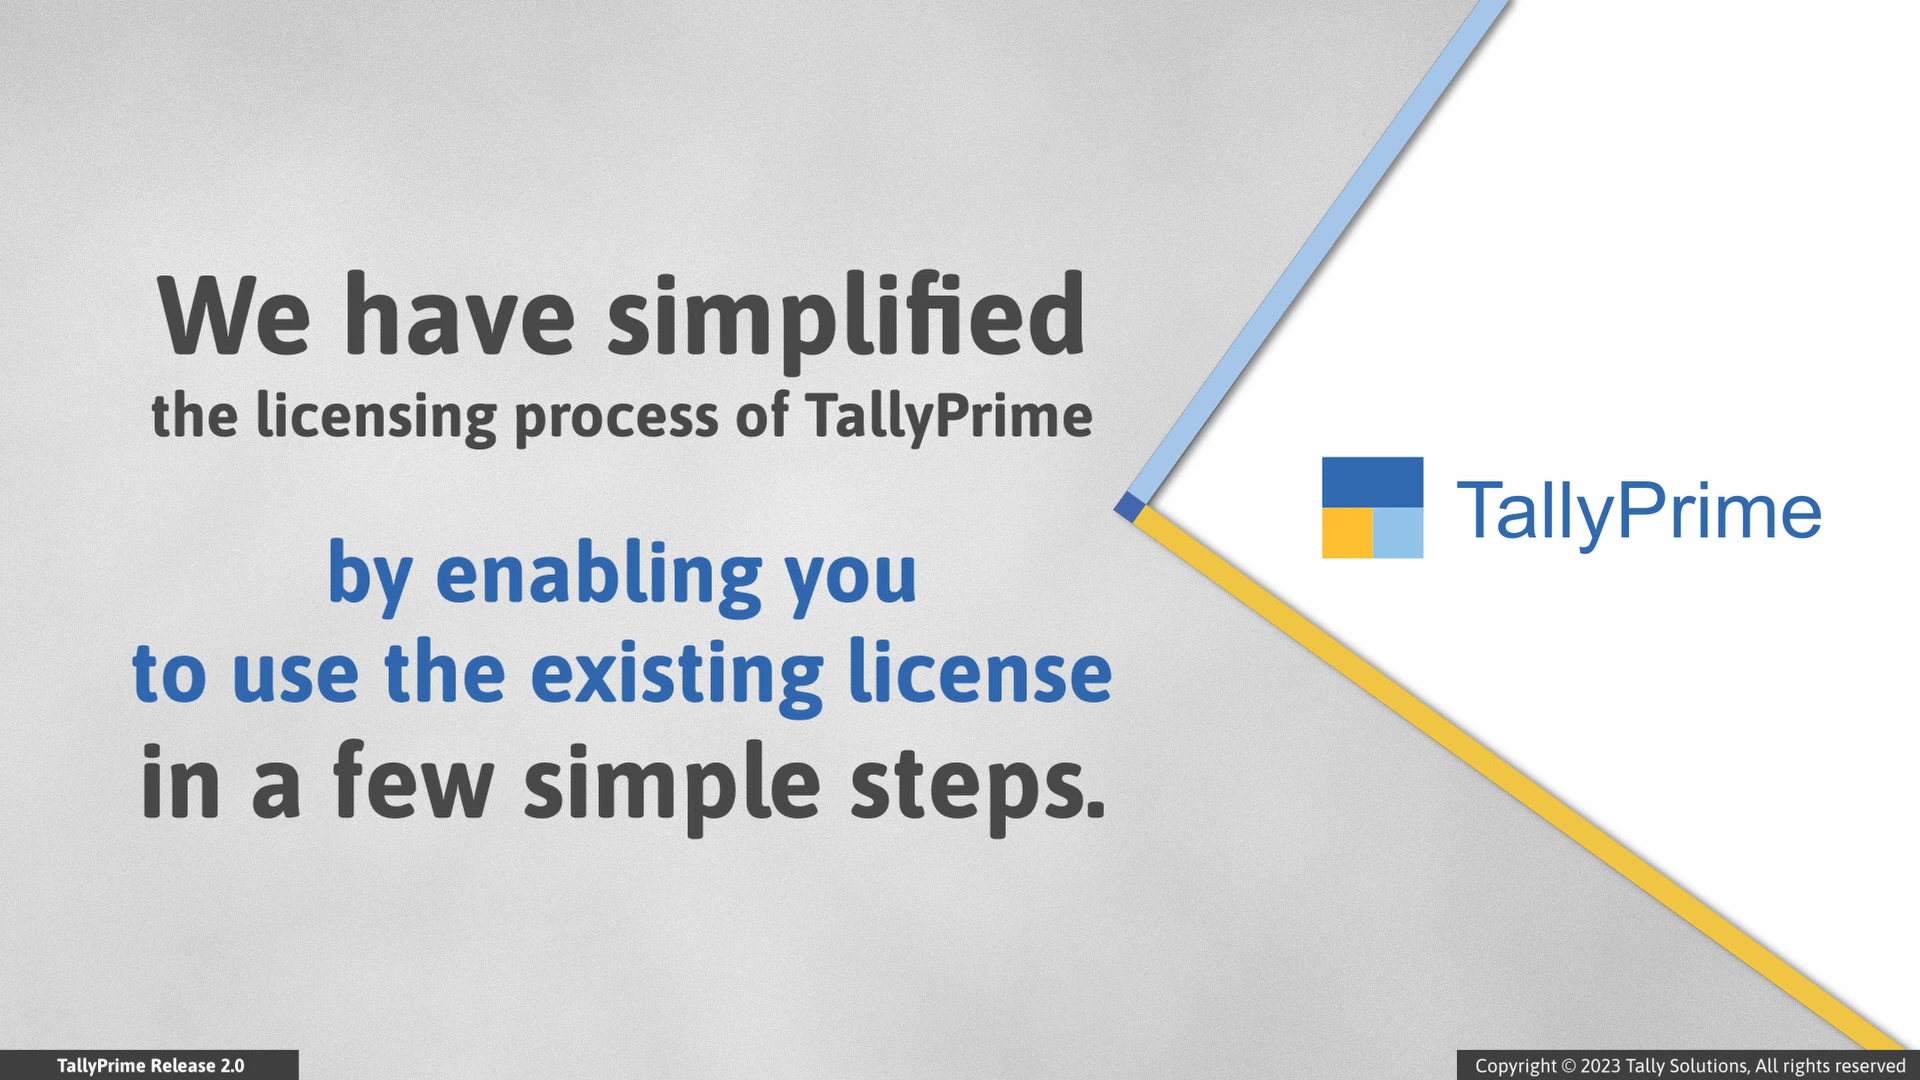 We have simplified
the licensing process of TallyPrime
by enabling you
to use the existing license
in a few simple steps.
TallyPrime
TallyPrime Release 2.0
Copyright © 2023 Tally Solutions, All rights reserved